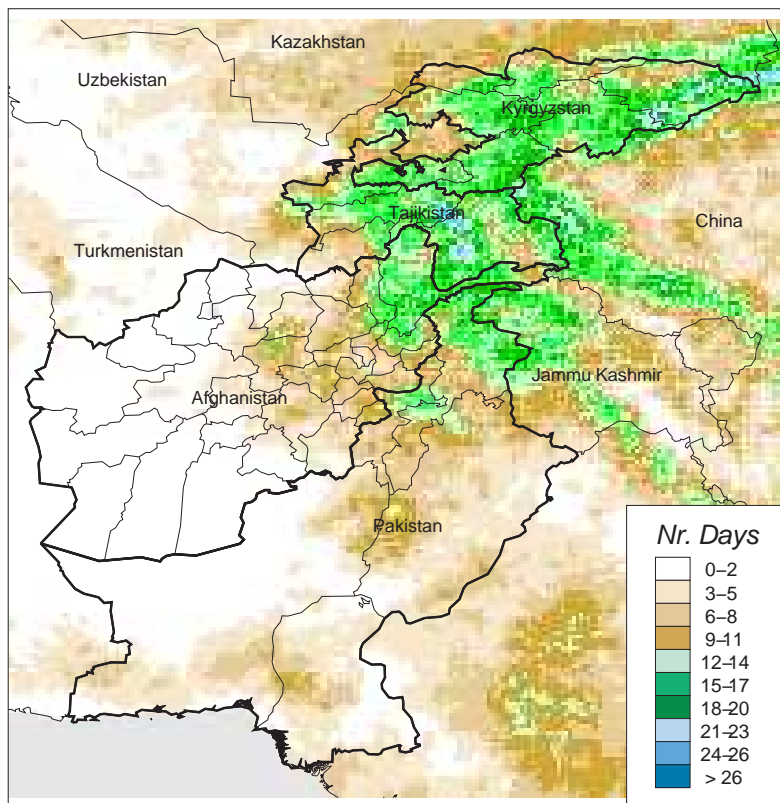 Kazakhstan
Uzbekistan
Kyrgyzstan
Tajikistan
China
Turkmenistan
Jammu Kashmir
Afghanistan
Pakistan
Nr. Days
0–2
3–5
6–8
9–11
12–14
15–17
18–20
21–23
24–26
> 26